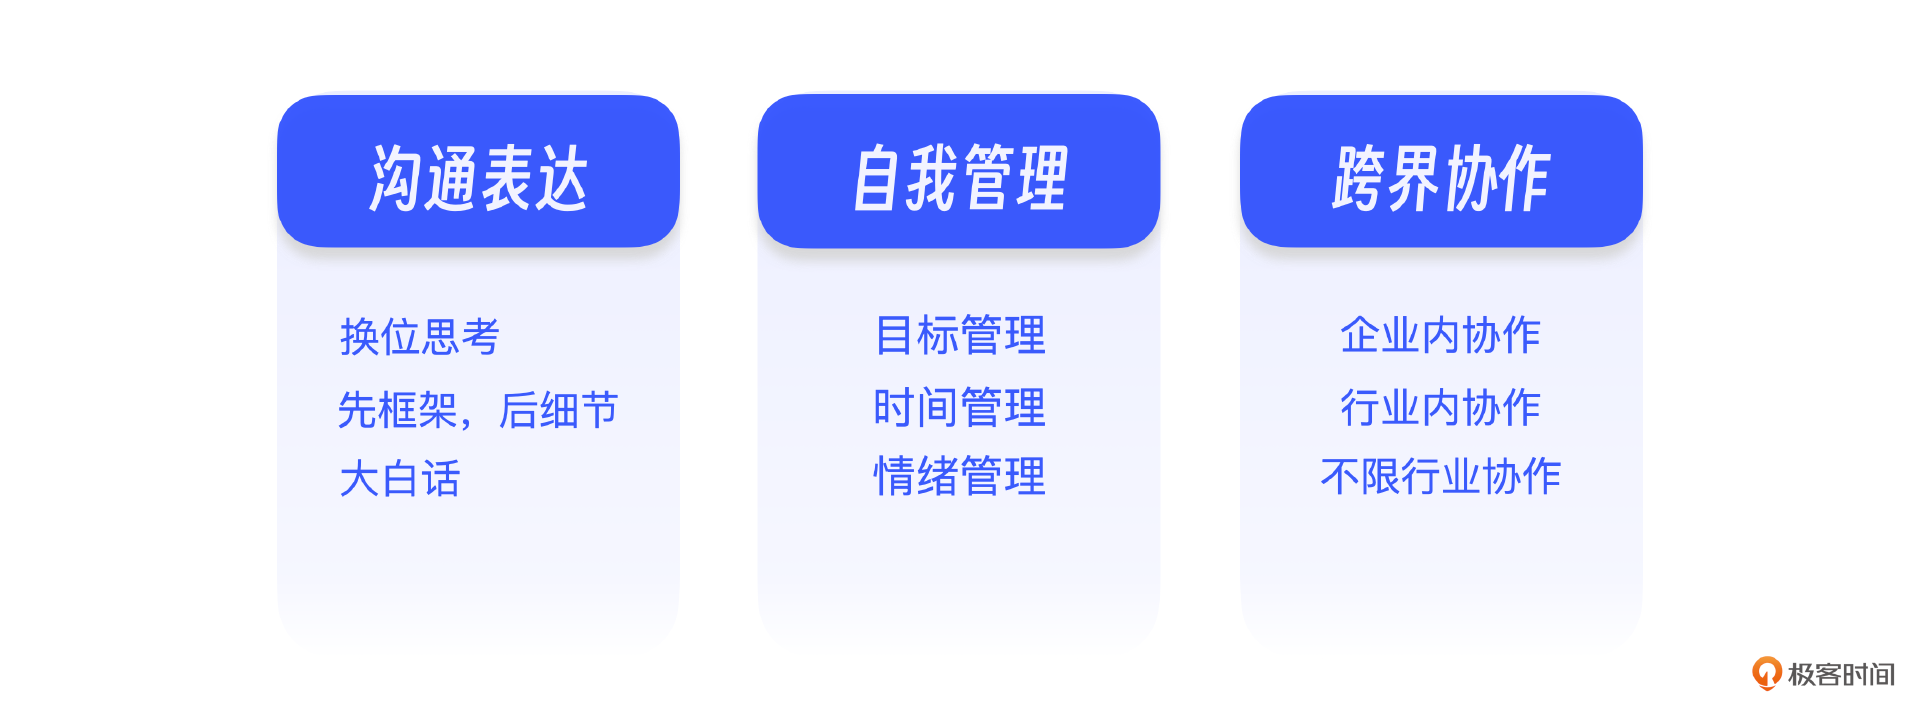 沟通表达
换位思考
先框架，后细节
大白话
自我管理
目标管理
时间管理
情绪管理
跨界协作
企业内协作
行业内协作
不限行业协作
极客时间